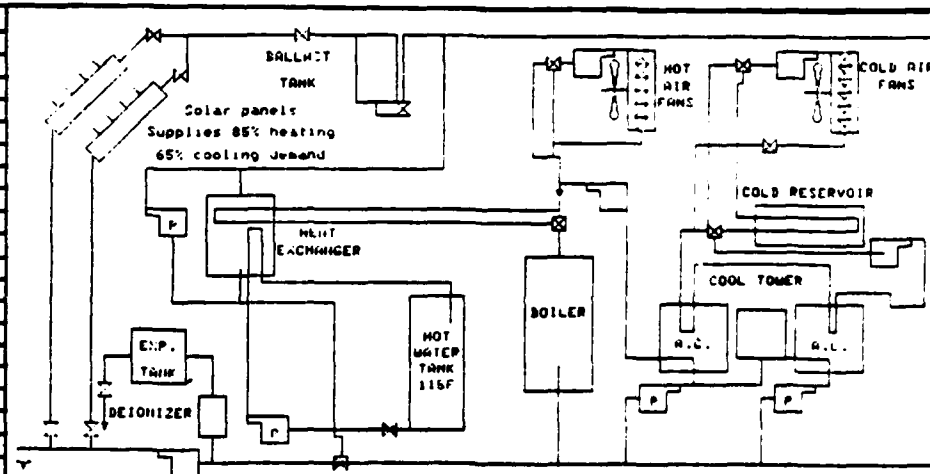 BALLAST
TANK
HOT
AIR
FANS
COLD AIR
FANS
Solar panels
Supplies 85% heating
65% cooling demand
P
HEAT
EXCHANGER
COLD RESERVOIR
COOL TOWER
BOILER
HOT
WATER
TANK
115F
A.C.
A.C.
EXP.
TANK
DEIONIZER
P
P
P